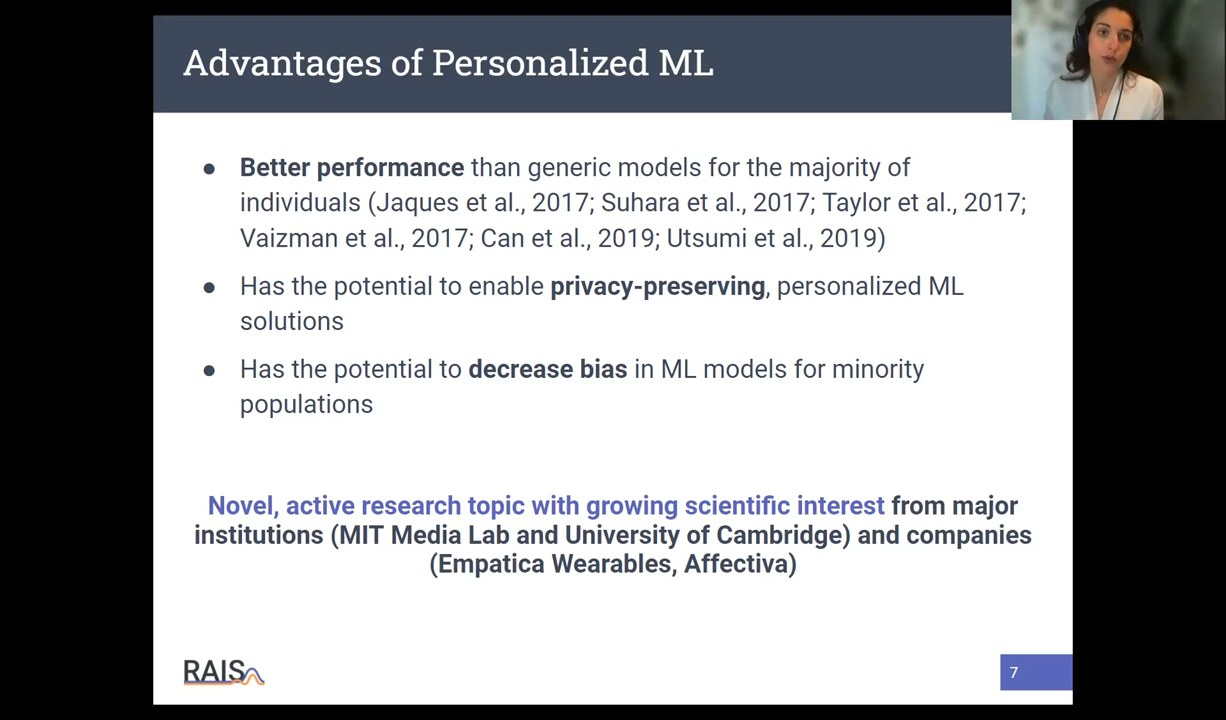 Advantages of Personalized ML
● Better performance than generic models for the majority of
individuals (Jaques et al., 2017; Suhara et al., 2017; Taylor et al., 2017;
Vaizman et al., 2017; Can et al., 2019; Utsumi et al., 2019)
● Has the potential to enable privacy-preserving, personalized ML
solutions
● Has the potential to decrease bias in ML models for minority
populations
Novel, active research topic with growing scientific interest from major
institutions (MIT Media Lab and University of Cambridge) and companies
(Empatica Wearables, Affectiva)
RAIS
7